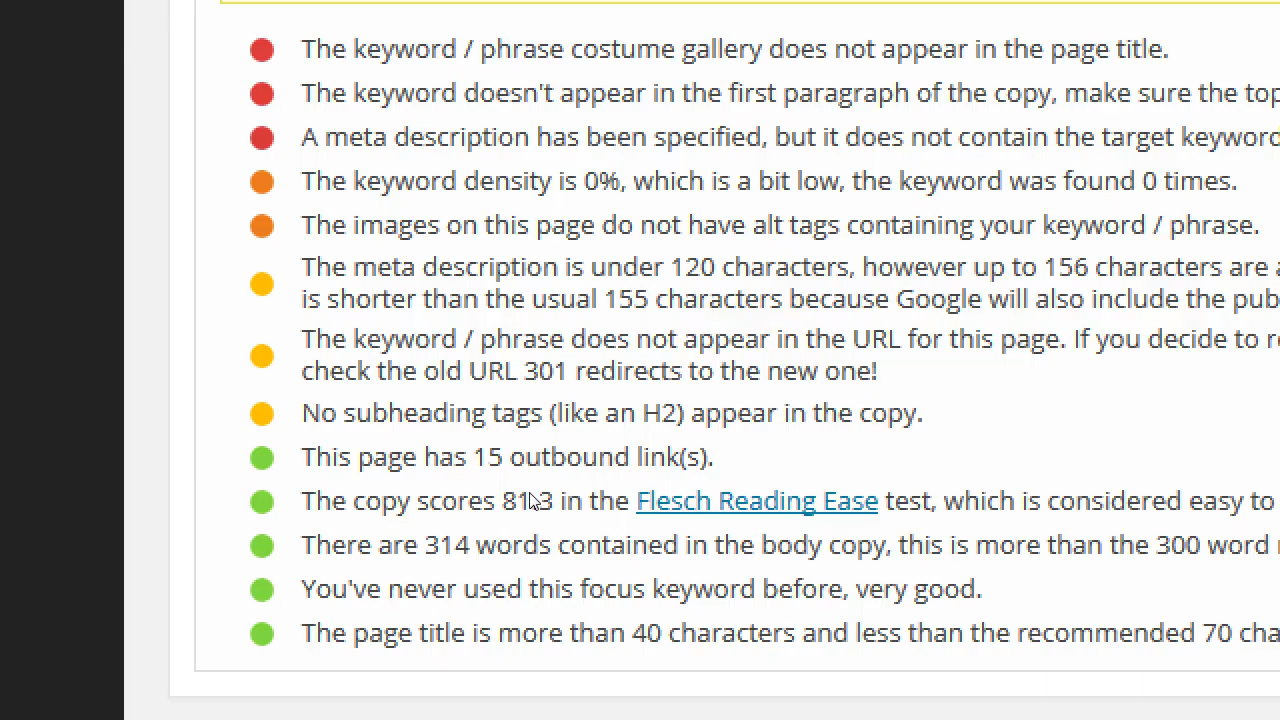 The keyword / phrase costume gallery does not appear in the page title.
The keyword doesn't appear in the first paragraph of the copy, make sure the top
A meta description has been specified, but it does not contain the target keyword
The keyword density is 0%, which is a bit low, the keyword was found 0 times.
The images on this page do not have alt tags containing your keyword / phrase.
The meta description is under 120 characters, however up to 156 characters are
is shorter than the usual 155 characters because Google will also include the
The keyword / phrase does not appear in the URL for this page. If you decide to
check the old URL 301 redirects to the new one!
No subheading tags (like an H2) appear in the copy.
This page has 15 outbound link(s).
The copy scores 81.3 in the Flesch Reading Ease test, which is considered easy to
There are 314 words contained in the body copy, this is more than the 300 word
You've never used this focus keyword before, very good.
The page title is more than 40 characters and less than the recommended 70